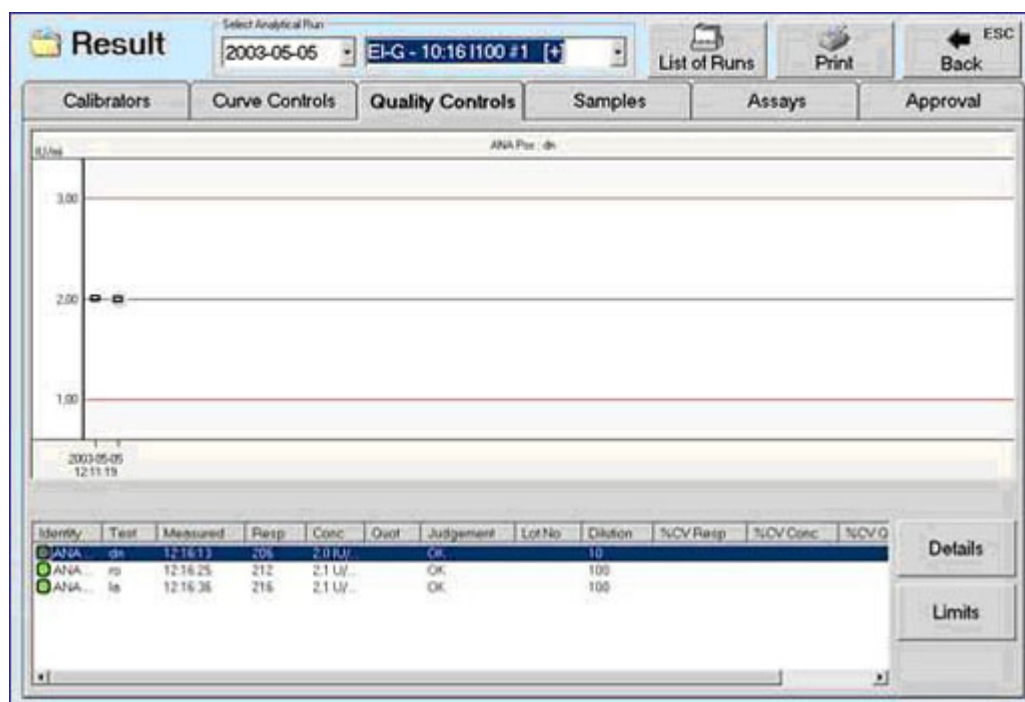 Result
Select Analytical Run
2003-05-05
EI-G - 10:16 I100 #1 [+]
List of Runs
Print
ESC
Back
Calibrators
Curve Controls
Quality Controls
Samples
Assays
Approval
IU/ml
ANA Pos : dn
3,00
2,00
1,00
2003-05-05
12:11:19
Identity Test Measured Resp Conc Quot Judgement Lot No Dilution %CV Resp %CV Conc %CV Q
ANA... dn 12:16:13 206 2.0 IU/... OK 10
ANA... ro 12:16:25 212 2.1 U/... OK 100
ANA... la 12:16:36 216 2.1 U/... OK 100
Details
Limits